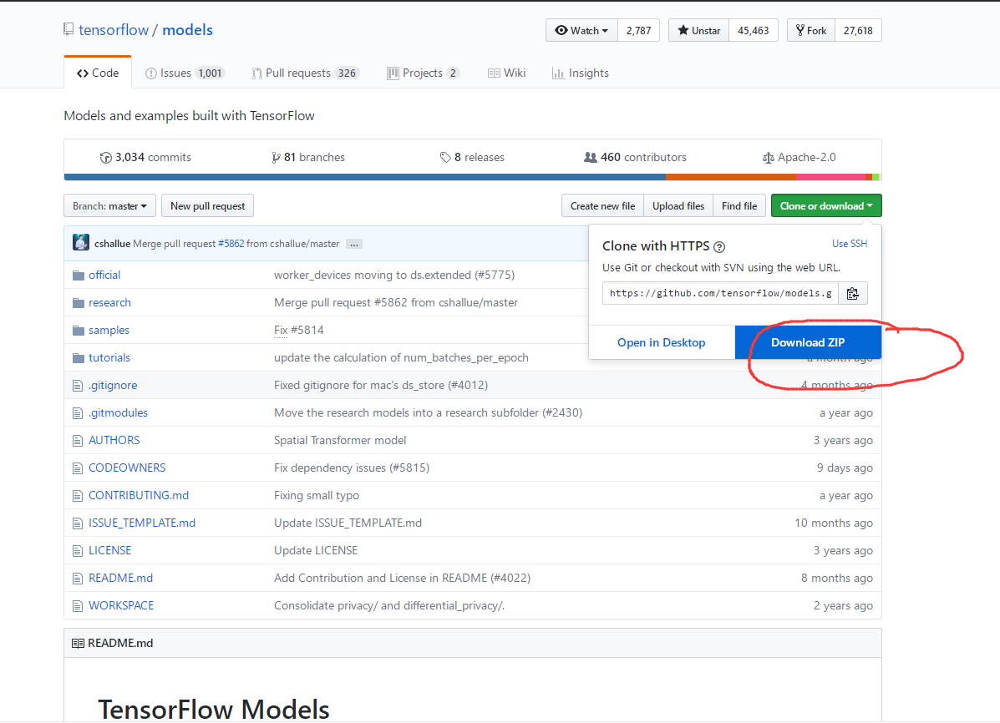 tensorflow / models
Watch 2,787 Unstar 45,463 Fork 27,618
Code Issues 1,001 Pull requests 326 Projects 2 Wiki Insights
Models and examples built with TensorFlow
3,034 commits 81 branches 8 releases 460 contributors Apache-2.0
Branch: master New pull request Create new file Upload files Find file Clone or download
cshallue Merge pull request #5862 from cshallue/master ...
Clone with HTTPS ? Use SSH
Use Git or checkout with SVN using the web URL.
https://github.com/tensorflow/models.g
Open in Desktop Download ZIP
official worker_devices moving to ds.extended (#5775)
research Merge pull request #5862 from cshallue/master
samples Fix #5814
tutorials update the calculation of num_batches_per_epoch a month ago
.gitignore Fixed gitignore for mac's ds_store (#4012) 4 months ago
.gitmodules Move the research models into a research subfolder (#2430) a year ago
AUTHORS Spatial Transformer model 3 years ago
CODEOWNERS Fix dependency issues (#5815) 9 days ago
CONTRIBUTING.md Fixing small typo a year ago
ISSUE_TEMPLATE.md Update ISSUE_TEMPLATE.md 10 months ago
LICENSE Update LICENSE 3 years ago
README.md Add Contribution and License in README (#4022) 8 months ago
WORKSPACE Consolidate privacy/ and differential_privacy/. 2 years ago
README.md
TensorFlow Models